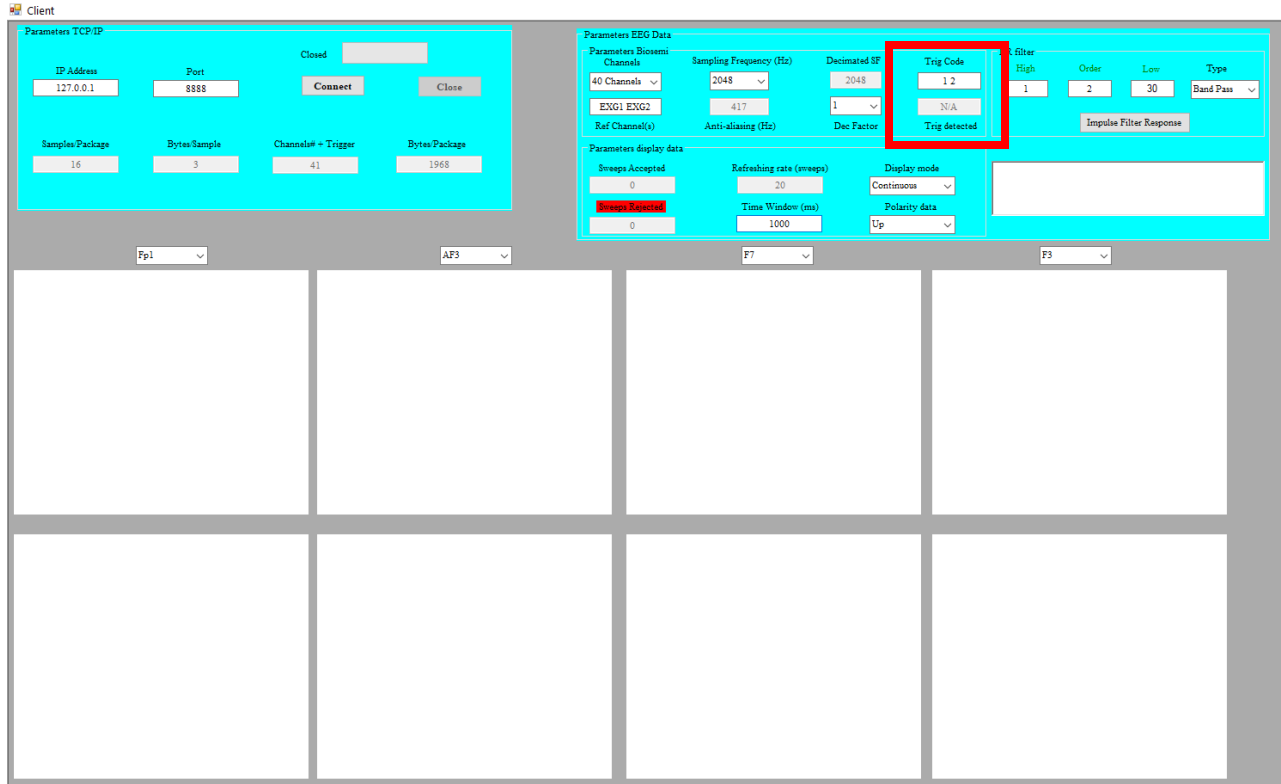 Client
Parameters TCP/IP
Closed
IP Address
Port
127.0.0.1
8888
Connect
Close
Samples/Package
Bytes/Sample
Channels# + Trigger
Bytes/Package
16
3
41
1968
Parameters EEG Data
Parameters Biosemi
Channels
Sampling Frequency (Hz)
Decimated SF
Trig Code
40 Channels
2048
2048
1 2
EXG1 EXG2
417
1
N/A
Ref Channel(s)
Anti-aliasing (Hz)
Dec Factor
Trig detected
filter
High
Order
Low
Type
1
2
30
Band Pass
Impulse Filter Response
Parameters display data
Sweeps Accepted
Refreshing rate (sweeps)
Display mode
0
20
Continuous
Sweeps Rejected
Time Window (ms)
Polarity data
0
1000
Up
Fp1
AF3
F7
F3